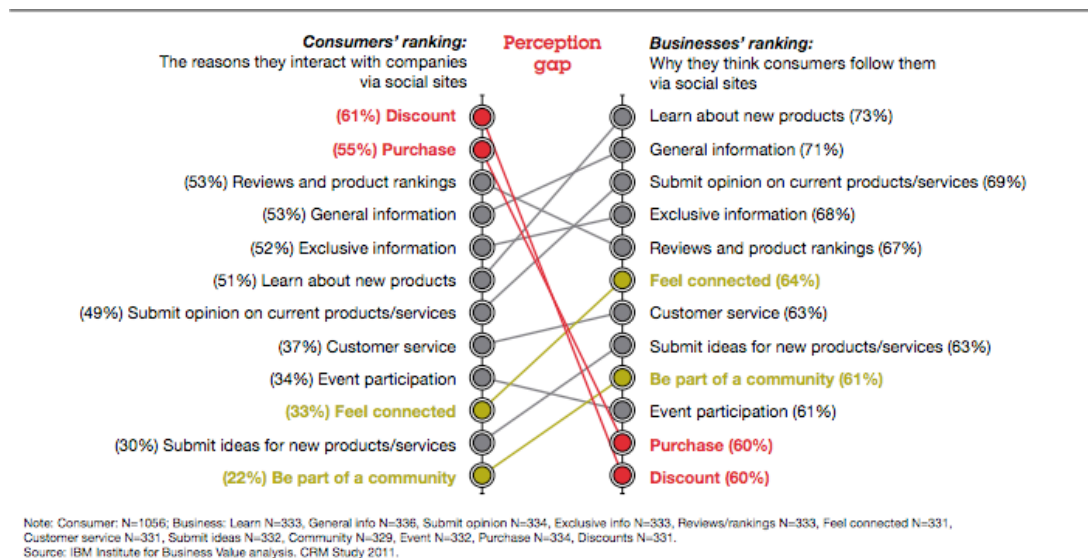 Consumers' ranking:
The reasons they interact with companies
via social sites
Perception
gap
Businesses' ranking:
Why they think consumers follow them
via social sites
(61%) Discount
(55%) Purchase
(53%) Reviews and product rankings
(53%) General information
(52%) Exclusive information
(51%) Learn about new products
(49%) Submit opinion on current products/services
(37%) Customer service
(34%) Event participation
(33%) Feel connected
(30%) Submit ideas for new products/services
(22%) Be part of a community
Learn about new products (73%)
General information (71%)
Submit opinion on current products/services (69%)
Exclusive information (68%)
Reviews and product rankings (67%)
Feel connected (64%)
Customer service (63%)
Submit ideas for new products/services (63%)
Be part of a community (61%)
Event participation (61%)
Purchase (60%)
Discount (60%)
Note: Consumer: N=1056; Business: Learn N=333, General info N=336, Submit opinion N=334, Exclusive info N=333, Reviews/rankings N=333, Feel connected N=331,
Customer service N=331, Submit ideas N=332, Community N=329, Event N=332, Purchase N=334, Discounts N=331.
Source: IBM Institute for Business Value analysis. CRM Study 2011.